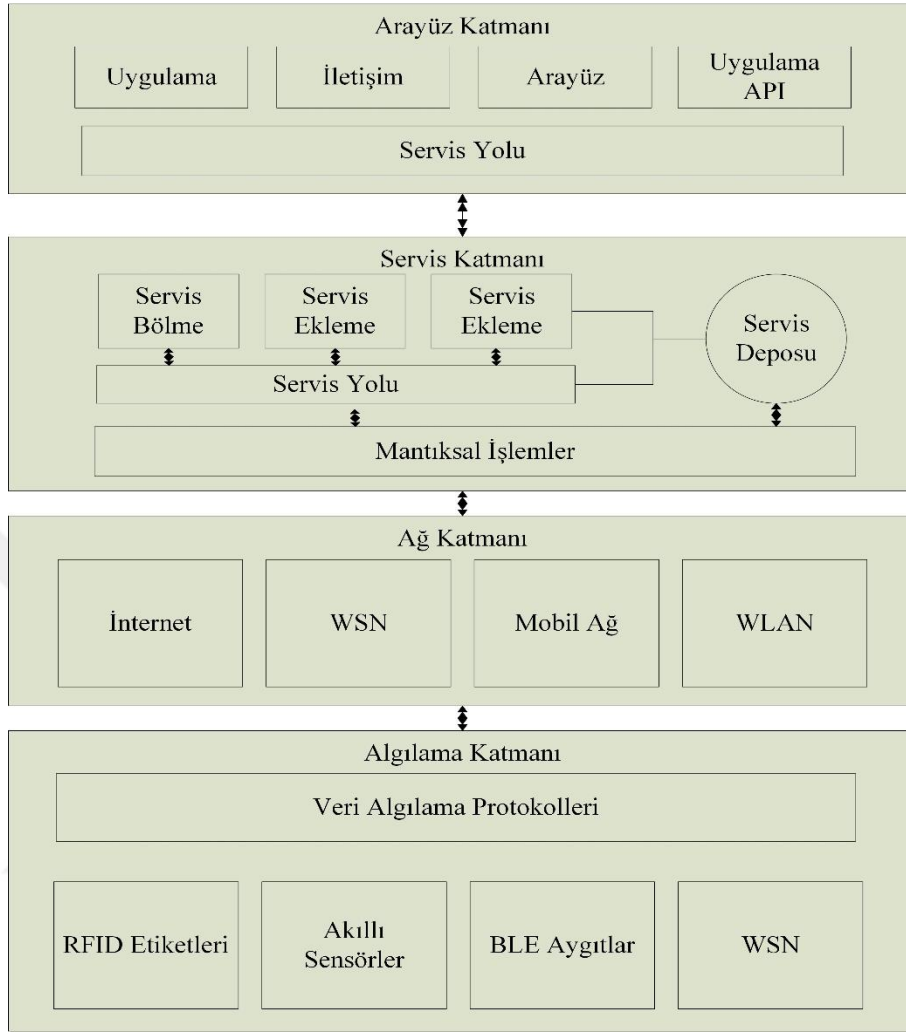 Arayüz Katmanı
Uygulama
İletişim
Arayüz
Uygulama
API
Servis Yolu
Servis Katmanı
Servis
Bölme
Servis
Ekleme
Servis
Ekleme
Servis
Deposu
Servis Yolu
Mantıksal İşlemler
Ağ Katmanı
İnternet
WSN
Mobil Ağ
WLAN
Algılama Katmanı
Veri Algılama Protokolleri
RFID Etiketleri
Akıllı
Sensörler
BLE Aygıtlar
WSN